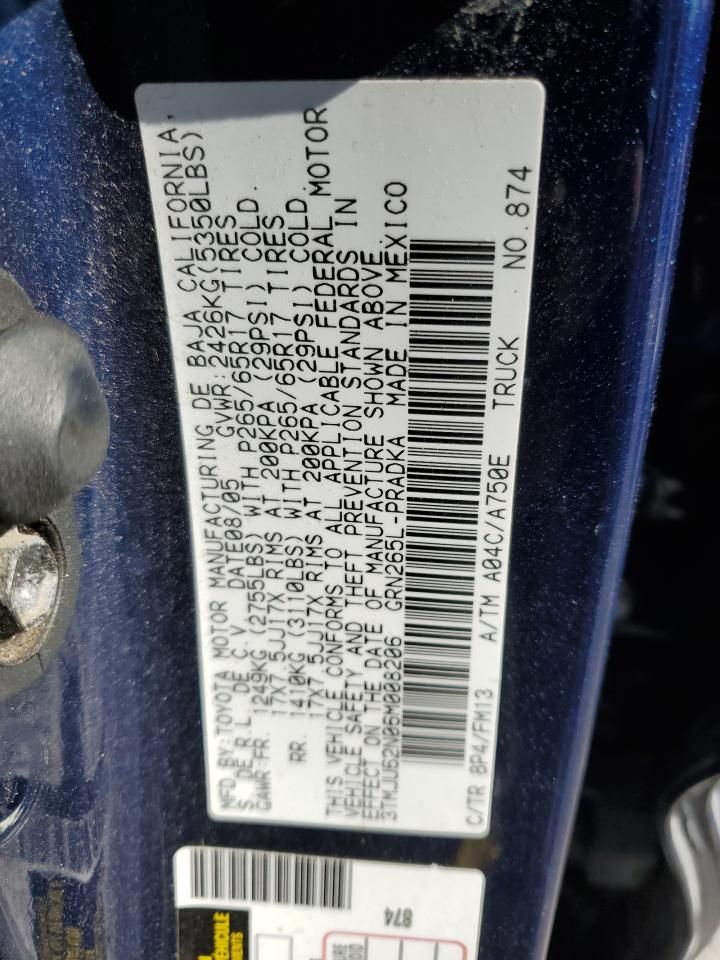 MFD BY:TOYOTA MOTOR MANUFACTURING DE BAJA CALIFORNIA,
S. DE R.L. DE C.V. DATE08/05 GVWR:2426KG(5350LBS)
GAWR:FR. 1249KG (2755LBS) WITH P265/65R17 TIRES
17X7.5JJ17X RIMS AT 200KPA (29PSI) COLD.
RR. 1410KG (3110LBS) WITH P265/65R17 TIRES
17X7.5JJ17X RIMS AT 200KPA (29PSI) COLD.
THIS VEHICLE CONFORMS TO ALL APPLICABLE FEDERAL MOTOR
VEHICLE SAFETY AND THEFT PREVENTION STANDARDS IN
EFFECT ON THE DATE OF MANUFACTURE SHOWN ABOVE.
3TMJU62N06M008206 GRN265L-PRADKA MADE IN MEXICO
C/TR 8P4/FM13 A/TM A04C/A750E TRUCK NO.874
874
VEHICULE